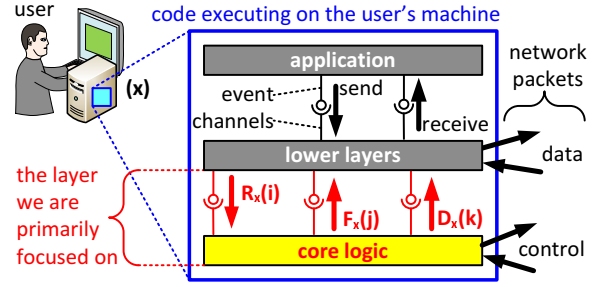 user
code executing on the user's machine
(x)
application
network
packets
event
send
channels
receive
lower layers
data
the layer
we are
primarily
focused on
Rx(i)
Fx(j)
Dx(k)
core logic
control